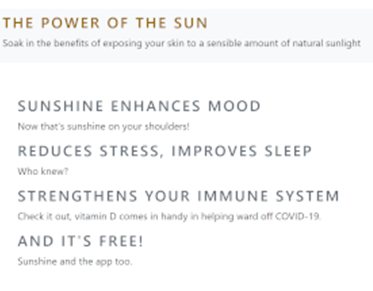 THE POWER OF THE SUN
Soak in the benefits of exposing your skin to a sensible amount of natural sunlight
SUNSHINE ENHANCES MOOD
Now that's sunshine on your shoulders!
REDUCES STRESS, IMPROVES SLEEP
Who knew?
STRENGTHENS YOUR IMMUNE SYSTEM
Check it out, vitamin D comes in handy in helping ward off COVID-19.
AND IT'S FREE!
Sunshine and the app too.